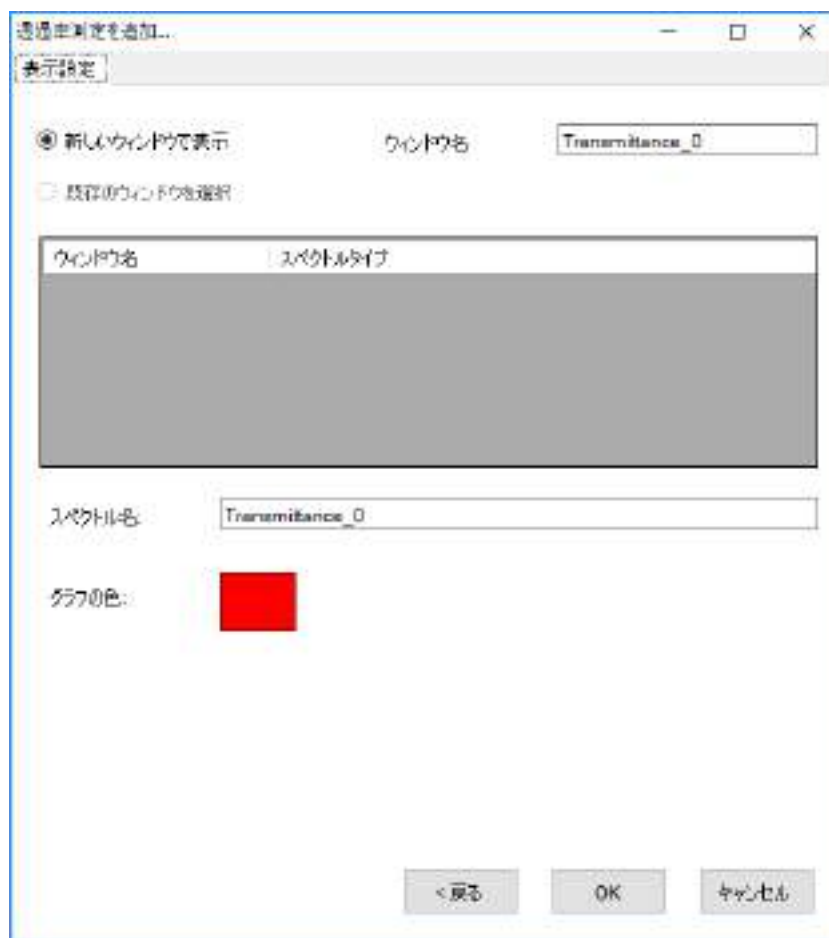 透過率測定を追加...
表示設定
新しいウィンドウで表示 ウィンドウ名 Transmittance_0
既存のウィンドウを選択
ウィンドウ名 スペクトルタイプ
スペクトル名: Transmittance_0
グラフの色:
< 戻る OK キャンセル